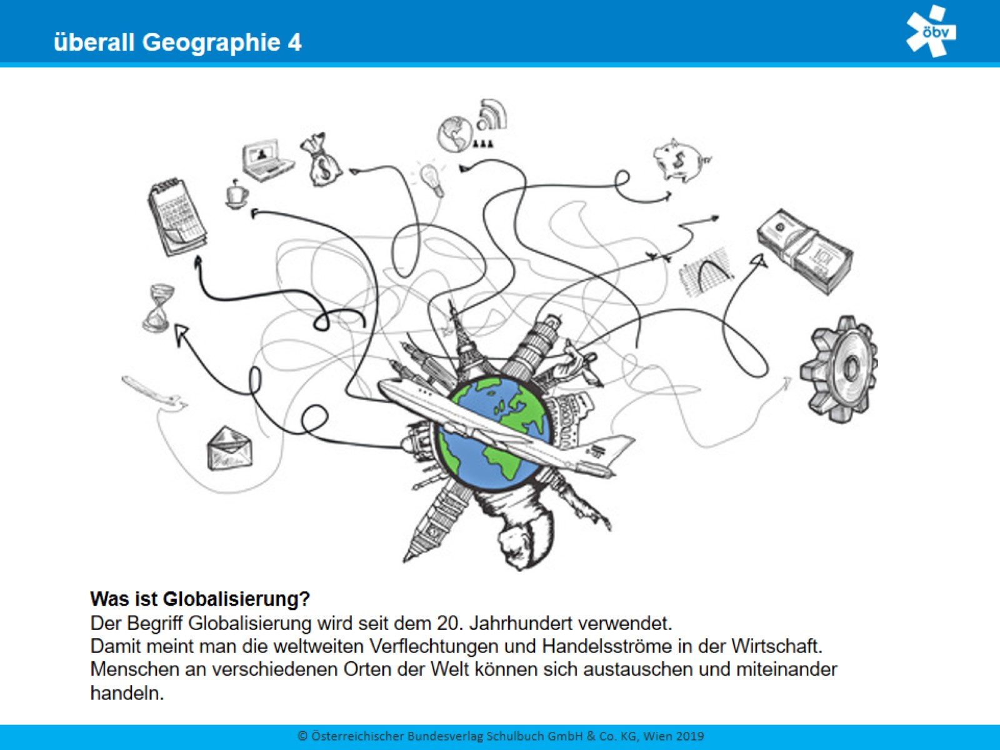 überall Geographie 4
öbv
Was ist Globalisierung?
Der Begriff Globalisierung wird seit dem 20. Jahrhundert verwendet.
Damit meint man die weltweiten Verflechtungen und Handelsströme in der Wirtschaft.
Menschen an verschiedenen Orten der Welt können sich austauschen und miteinander
handeln.
© Österreichischer Bundesverlag Schulbuch GmbH & Co. KG, Wien 2019